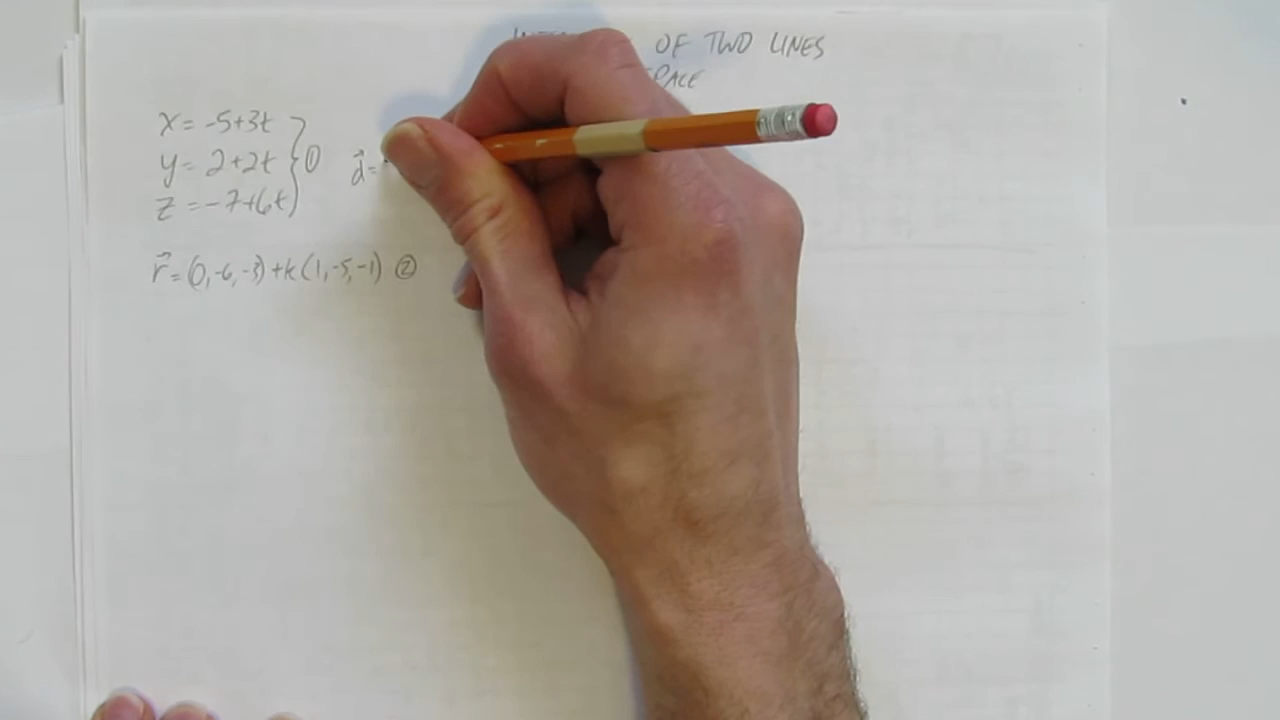 OF TWO LINES
x = -5+3t
y = 2+2t } ① d⃗ =
z = -7+6t
r⃗ = (0,-6,-3)+k(1,-5,-1) ②